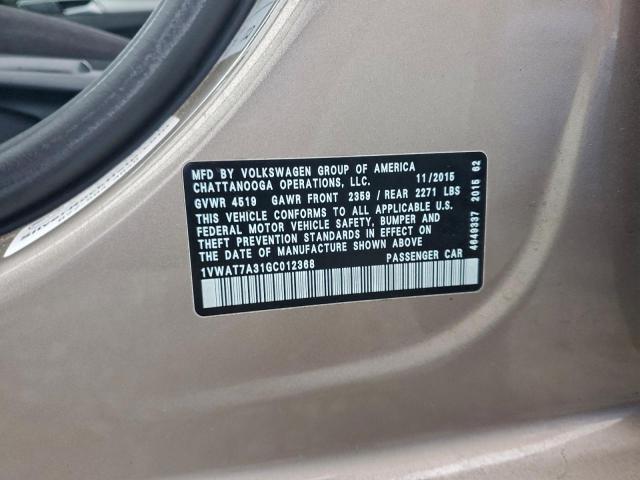 MFD BY VOLKSWAGEN GROUP OF AMERICA
CHATTANOOGA OPERATIONS, LLC. 11/2015
GVWR 4519 GAWR FRONT 2359 / REAR 2271 LBS
THIS VEHICLE CONFORMS TO ALL APPLICABLE U.S.
FEDERAL MOTOR VEHICLE SAFETY, BUMPER AND
THEFT PREVENTION STANDARDS IN EFFECT ON
THE DATE OF MANUFACTURE SHOWN ABOVE
1VWAT7A31GC012368 PASSENGER CAR
4649337 2016 62